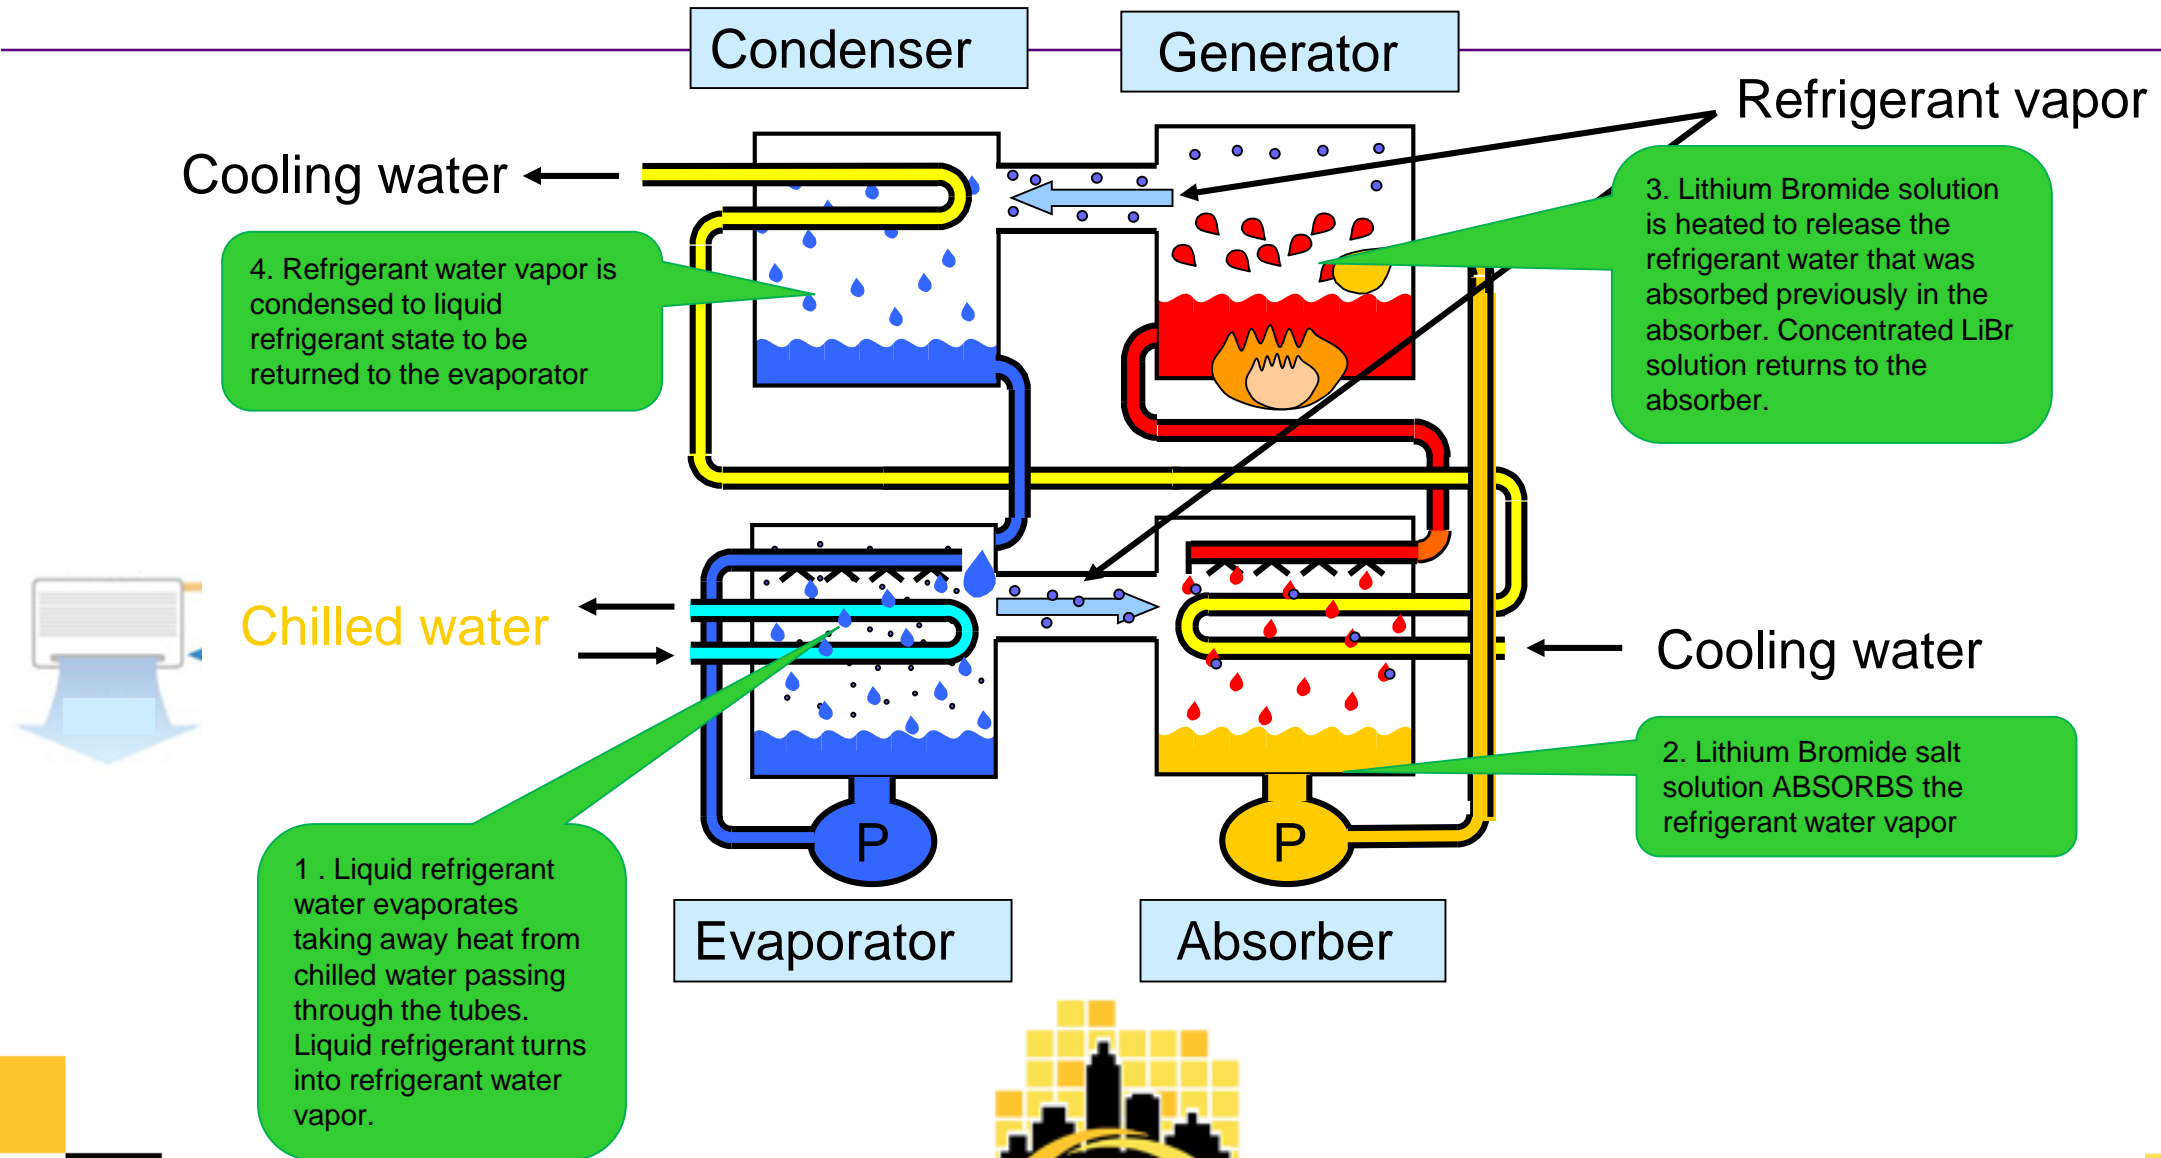 Condenser
Generator
Refrigerant vapor
Cooling water
3. Lithium Bromide solution
is heated to release the
refrigerant water that was
absorbed previously in the
absorber. Concentrated LiBr
solution returns to the
absorber.
4. Refrigerant water vapor is
condensed to liquid
refrigerant state to be
returned to the evaporator
Chilled water
Cooling water
2. Lithium Bromide salt
solution ABSORBS the
refrigerant water vapor
P
P
1 . Liquid refrigerant
water evaporates
taking away heat from
chilled water passing
through the tubes.
Liquid refrigerant turns
into refrigerant water
vapor.
Evaporator
Absorber